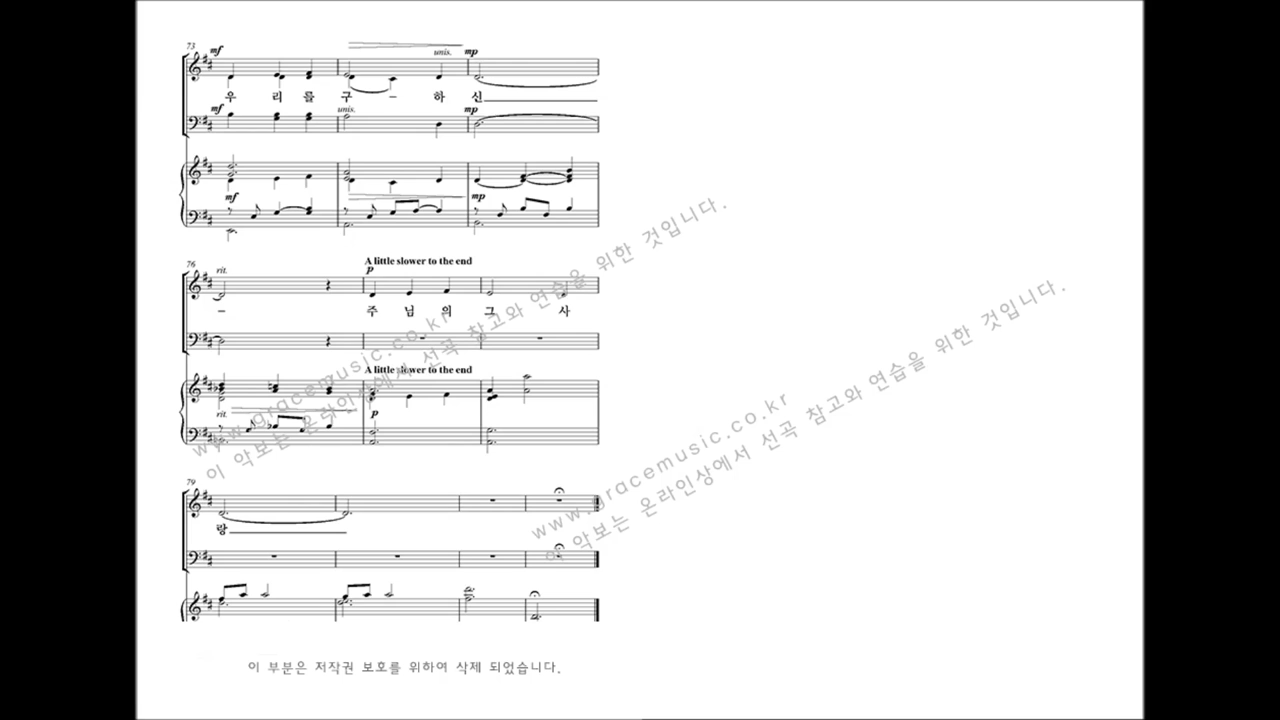 73
mf
unis.
mp
우 리 를 구 - 하 신
mf
unis.
mp
mf
mp
76
rit.
A little slower to the end
p
- 주 님 의 그 사
A little slower to the end
rit.
p
79
랑
www.gracemusic.co.kr
이 악보는 온라인상에서 선곡 참고와 연습을 위한 것입니다.
www.gracemusic.co.kr
이 악보는 온라인상에서 선곡 참고와 연습을 위한 것입니다.
이 부분은 저작권 보호를 위하여 삭제 되었습니다.